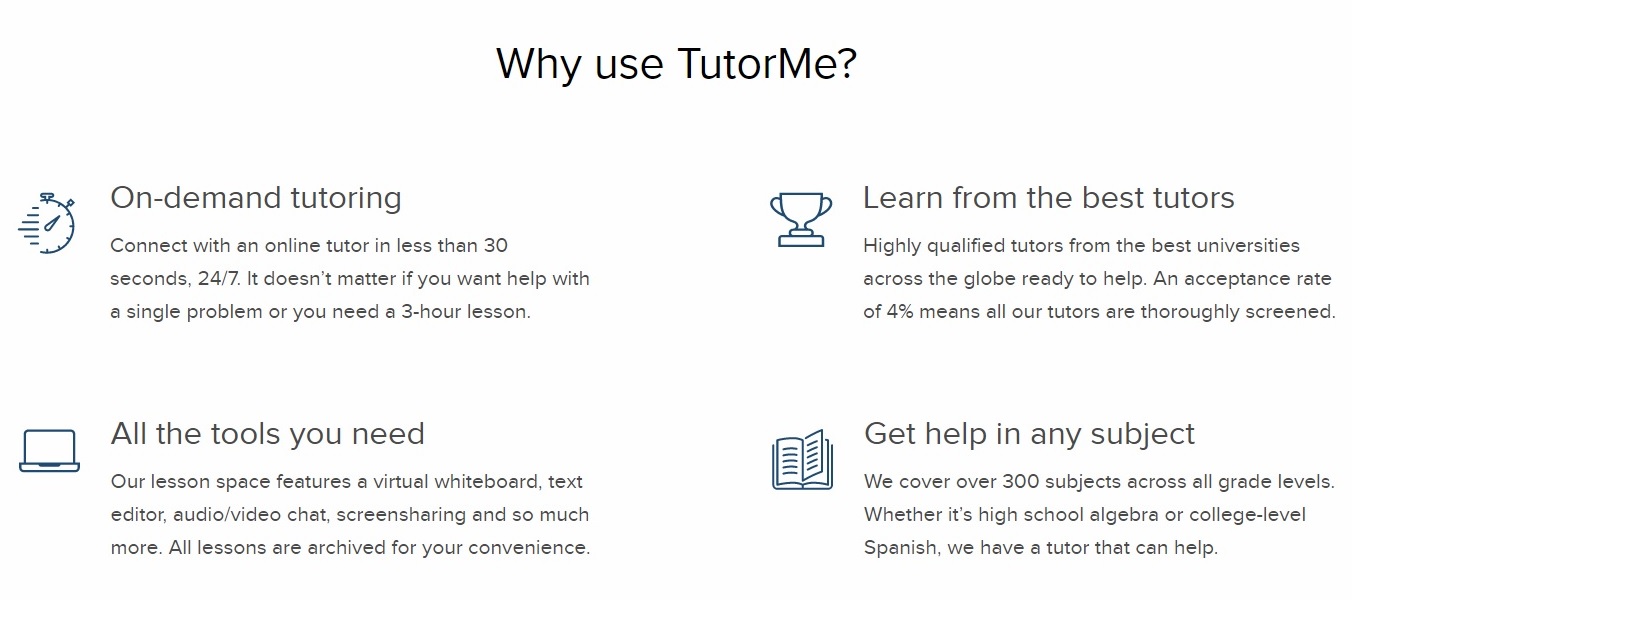 Why use TutorMe?
On-demand tutoring
Connect with an online tutor in less than 30
seconds, 24/7. It doesn’t matter if you want help with
a single problem or you need a 3-hour lesson.
Learn from the best tutors
Highly qualified tutors from the best universities
across the globe ready to help. An acceptance rate
of 4% means all our tutors are thoroughly screened.
All the tools you need
Our lesson space features a virtual whiteboard, text
editor, audio/video chat, screensharing and so much
more. All lessons are archived for your convenience.
Get help in any subject
We cover over 300 subjects across all grade levels.
Whether it’s high school algebra or college-level
Spanish, we have a tutor that can help.